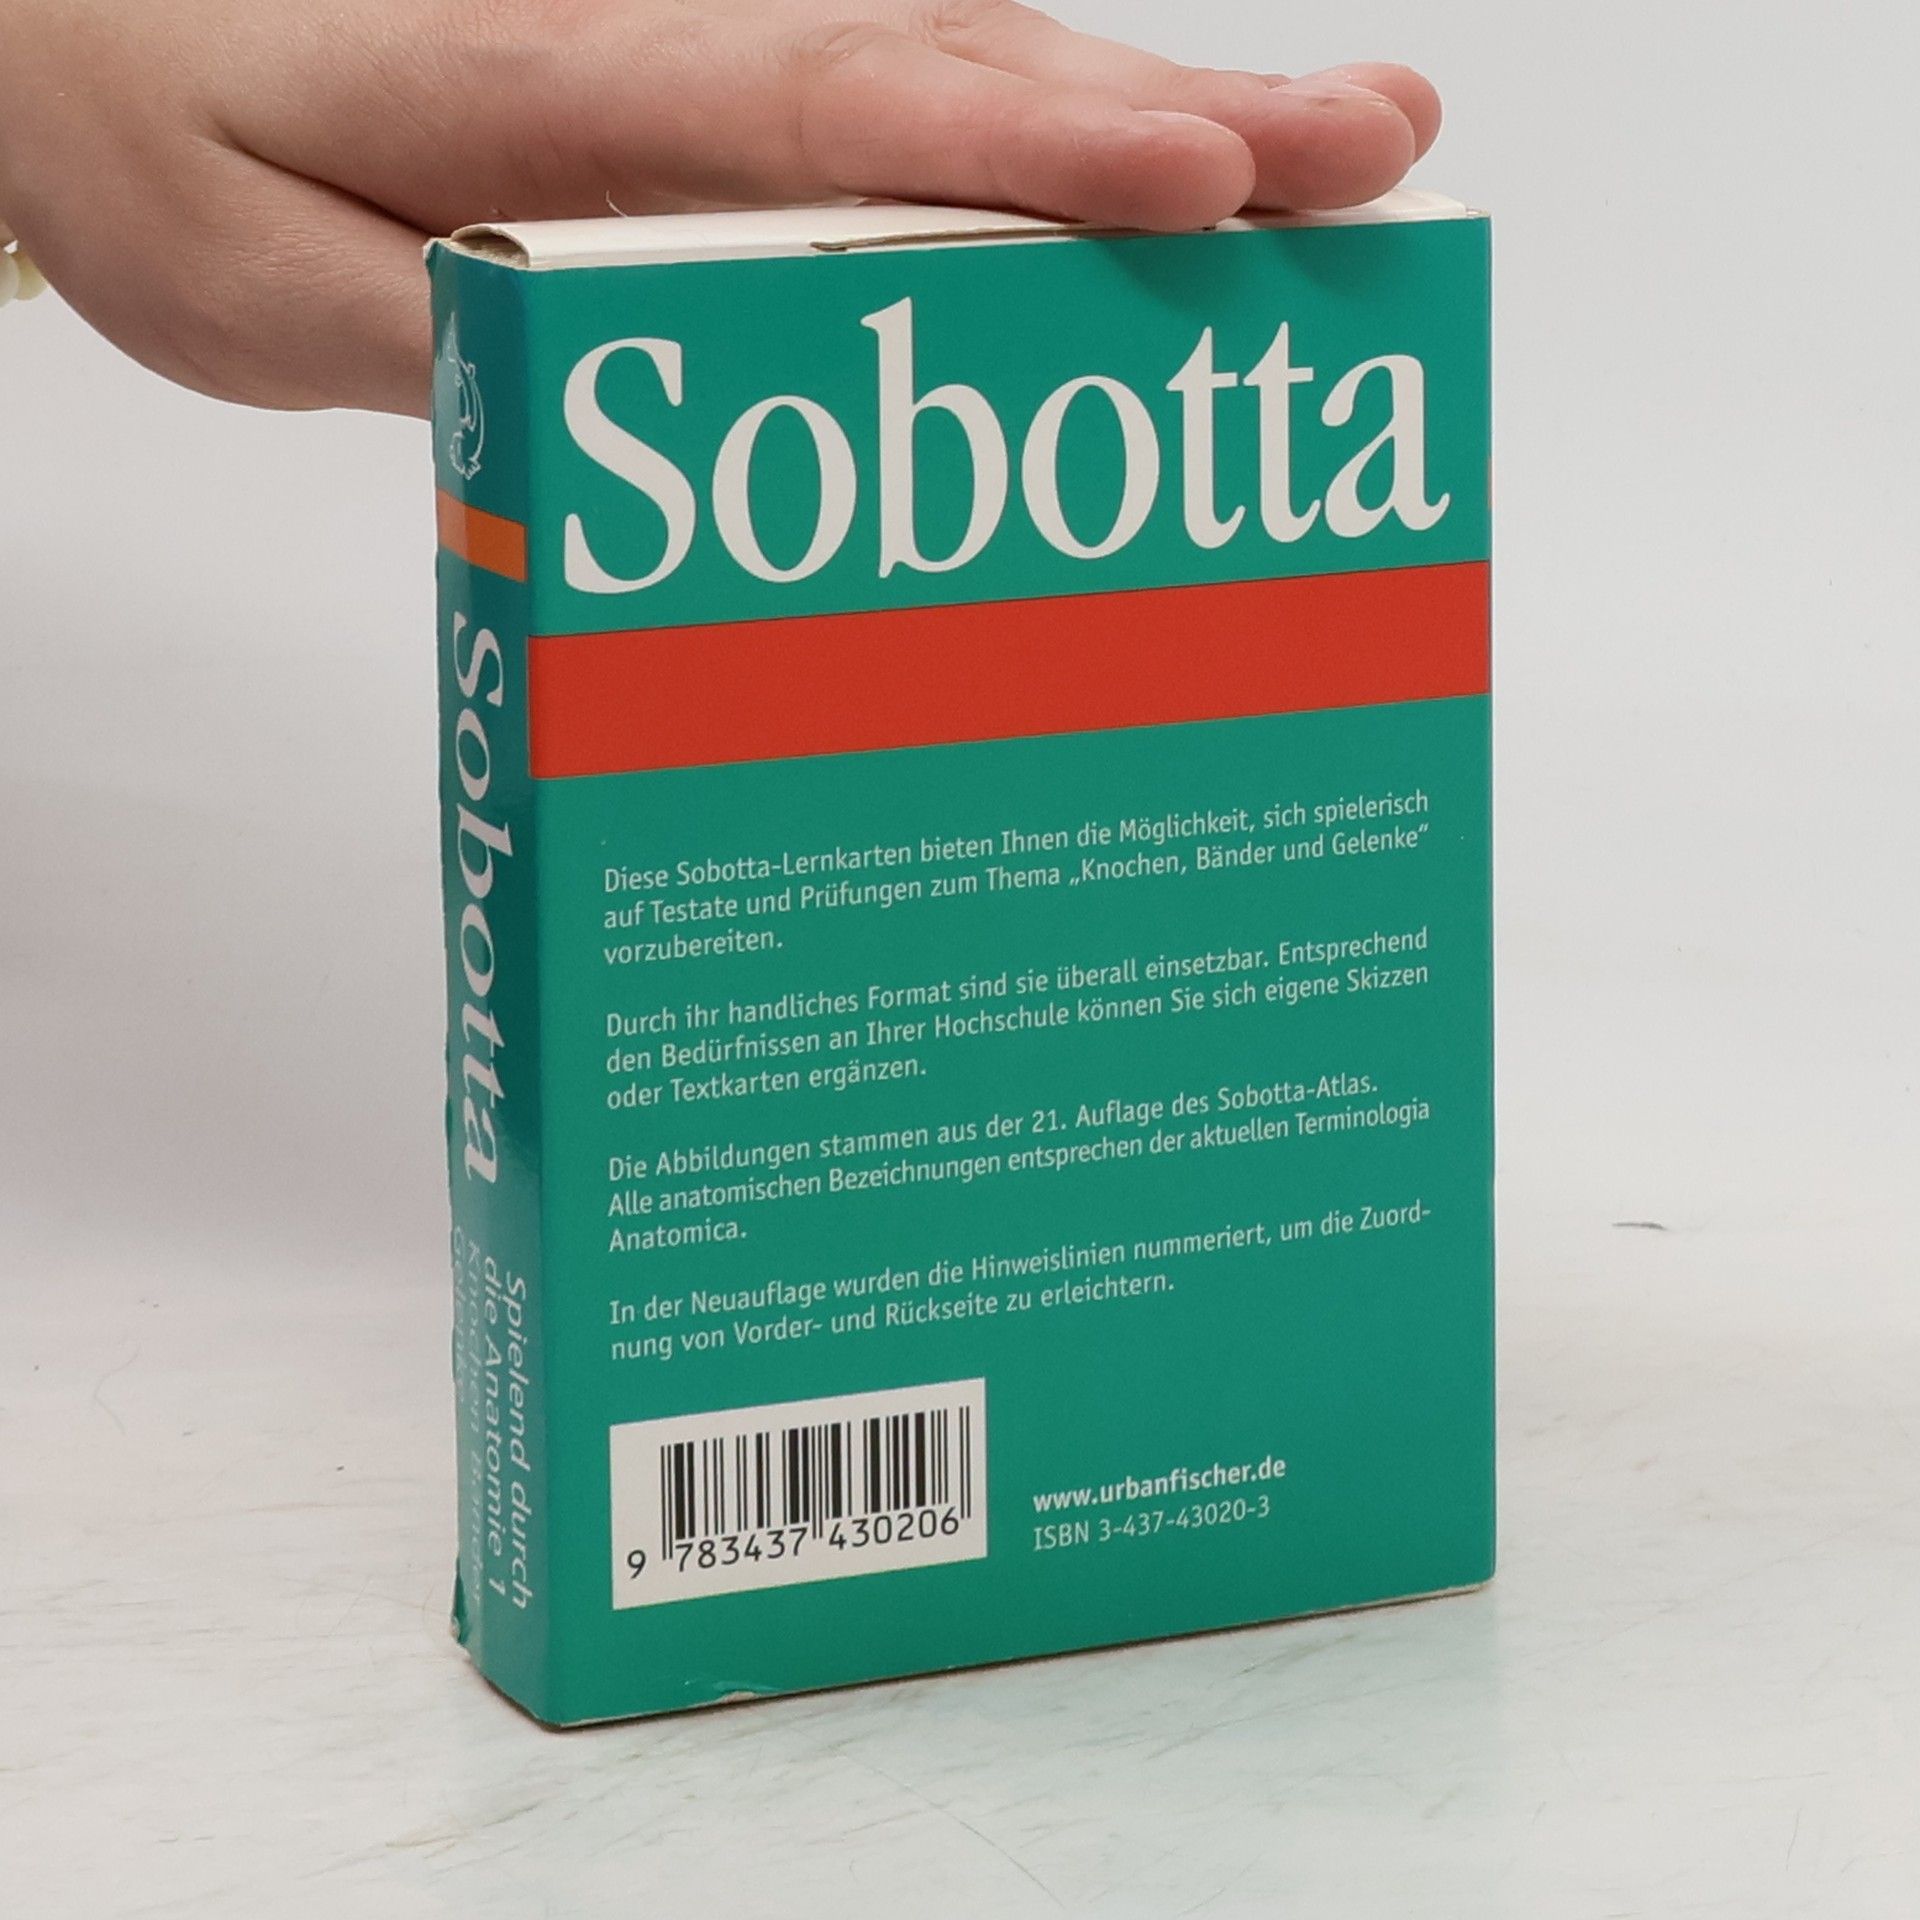 Sobotta
Diese Sobotta-Lernkarten bieten Ihnen die Möglichkeit, sich spielerisch
auf Testate und Prüfungen zum Thema „Knochen, Bänder und Gelenke“
vorzubereiten.
Durch ihr handliches Format sind sie überall einsetzbar. Entsprechend
den Bedürfnissen an Ihrer Hochschule können Sie sich eigene Skizzen
oder Textkarten ergänzen.
Die Abbildungen stammen aus der 21. Auflage des Sobotta-Atlas.
Alle anatomischen Bezeichnungen entsprechen der aktuellen Terminologia
Anatomica.
In der Neuauflage wurden die Hinweislinien nummeriert, um die Zuord-
nung von Vorder- und Rückseite zu erleichtern.
9 783437 430206
www.urbanfischer.de
ISBN 3-437-43020-3
Sobotta
Spielend durch
die Anatomie 1
Knochen Bänder
Gelenke